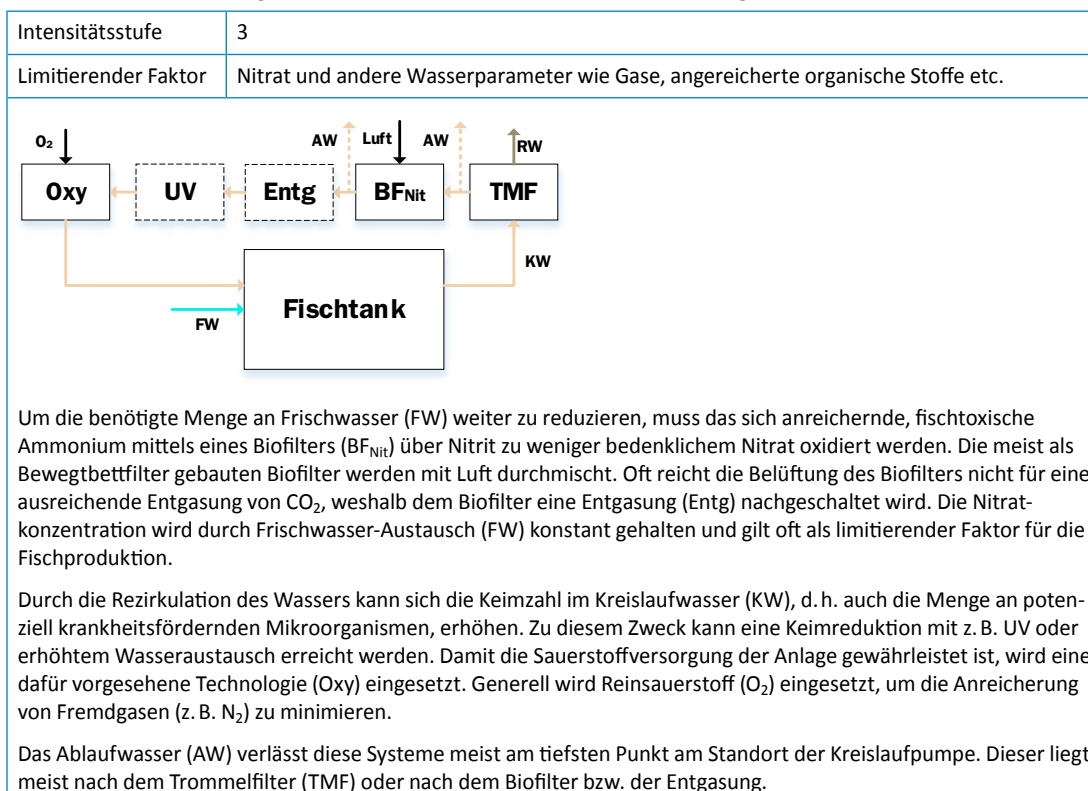 Intensitätsstufe 3
Limitierender Faktor Nitrat und andere Wasserparameter wie Gase, angereicherte organische Stoffe etc.
O₂ AW Luft AW RW
Oxy UV Entg BFNit TMF
KW
Fischtank
FW
Um die benötigte Menge an Frischwasser (FW) weiter zu reduzieren, muss das sich anreichernde, fischtoxische
Ammonium mittels eines Biofilters (BFNit) über Nitrit zu weniger bedenklichem Nitrat oxidiert werden. Die meist als
Bewegtbettfilter gebauten Biofilter werden mit Luft durchmischt. Oft reicht die Belüftung des Biofilters nicht für eine
ausreichende Entgasung von CO₂, weshalb dem Biofilter eine Entgasung (Entg) nachgeschaltet wird. Die Nitrat-
konzentration wird durch Frischwasser-Austausch (FW) konstant gehalten und gilt oft als limitierender Faktor für die
Fischproduktion.
Durch die Rezirkulation des Wassers kann sich die Keimzahl im Kreislaufwasser (KW), d. h. auch die Menge an poten-
ziell krankheitsfördernden Mikroorganismen, erhöhen. Zu diesem Zweck kann eine Keimreduktion mit z. B. UV oder
erhöhtem Wasseraustausch erreicht werden. Damit die Sauerstoffversorgung der Anlage gewährleistet ist, wird eine
dafür vorgesehene Technologie (Oxy) eingesetzt. Generell wird Reinsauerstoff (O₂) eingesetzt, um die Anreicherung
von Fremdgasen (z. B. N₂) zu minimieren.
Das Ablaufwasser (AW) verlässt diese Systeme meist am tiefsten Punkt am Standort der Kreislaufpumpe. Dieser liegt
meist nach dem Trommelfilter (TMF) oder nach dem Biofilter bzw. der Entgasung.